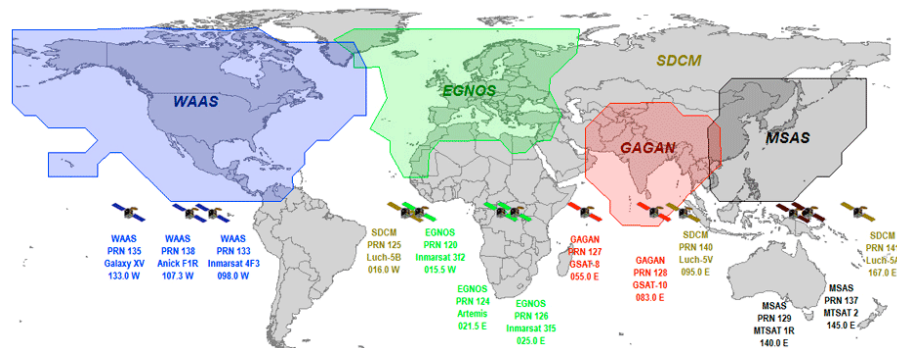 SDCM
WAAS
EGNOS
GAGAN
MSAS
WAAS
PRN 135
Galaxy XV
133.0 W
WAAS
PRN 138
Anick F1R
107.3 W
WAAS
PRN 133
Inmarsat 4F3
098.0 W
SDCM
PRN 125
Luch-5B
016.0 W
EGNOS
PRN 120
Inmarsat 3f2
015.5 W
EGNOS
PRN 124
Artemis
021.5 E
EGNOS
PRN 126
Inmarsat 3f5
025.0 E
GAGAN
PRN 127
GSAT-8
055.0 E
GAGAN
PRN 128
GSAT-10
083.0 E
SDCM
PRN 140
Luch-5V
095.0 E
MSAS
PRN 129
MTSAT 1R
140.0 E
MSAS
PRN 137
MTSAT 2
145.0 E
SDCM
PRN 141
Luch-5A
167.0 E